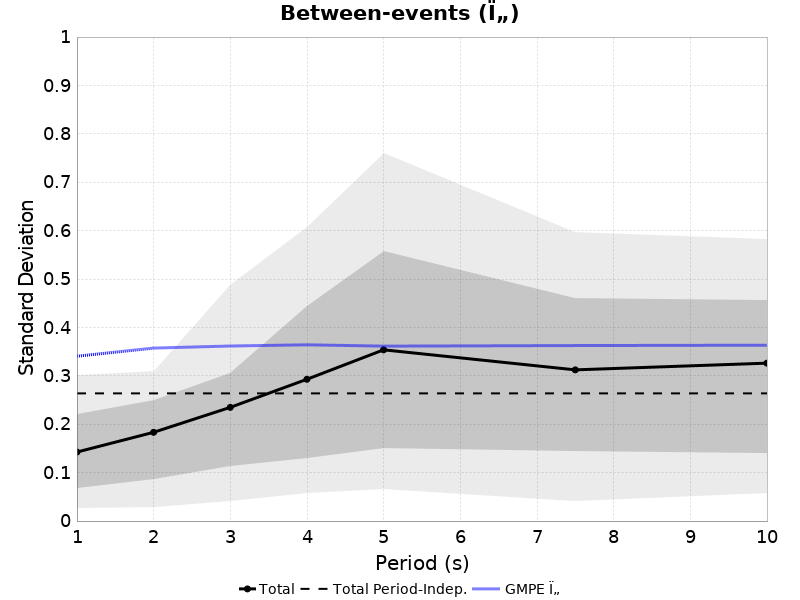 Between-events (Ï„)
1
0.9
0.8
0.7
0.6
0.5
0.4
0.3
0.2
0.1
0
Standard Deviation
1 2 3 4 5 6 7 8 9 10
Period (s)
Total Total Period-Indep. GMPE Ï„